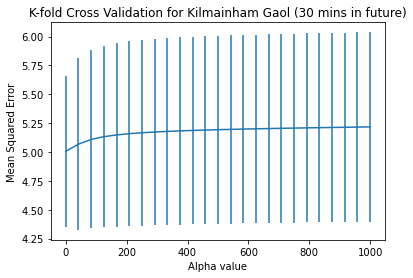 K-fold Cross Validation for Kilmainham Gaol (30 mins in future)
Mean Squared Error
6.00
5.75
5.50
5.25
5.00
4.75
4.50
4.25
0 200 400 600 800 1000
Alpha value